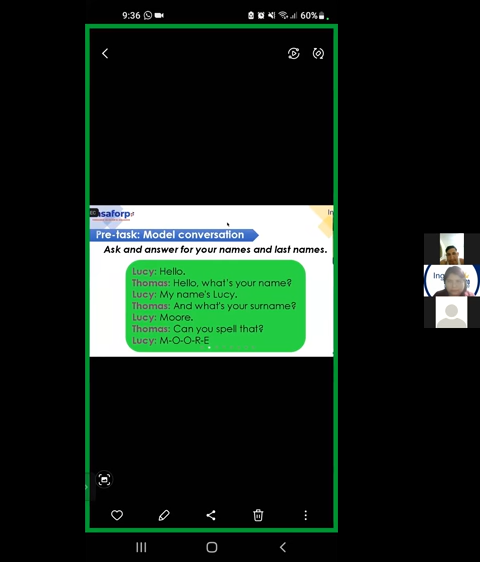 9:36
60%
insaforp
In
Pre-task: Model conversation
Ask and answer for your names and last names.
Lucy: Hello.
Thomas: Hello, what's your name?
Lucy: My name's Lucy.
Thomas: And what's your surname?
Lucy: Moore.
Thomas: Can you spell that?
Lucy: M-O-O-R-E